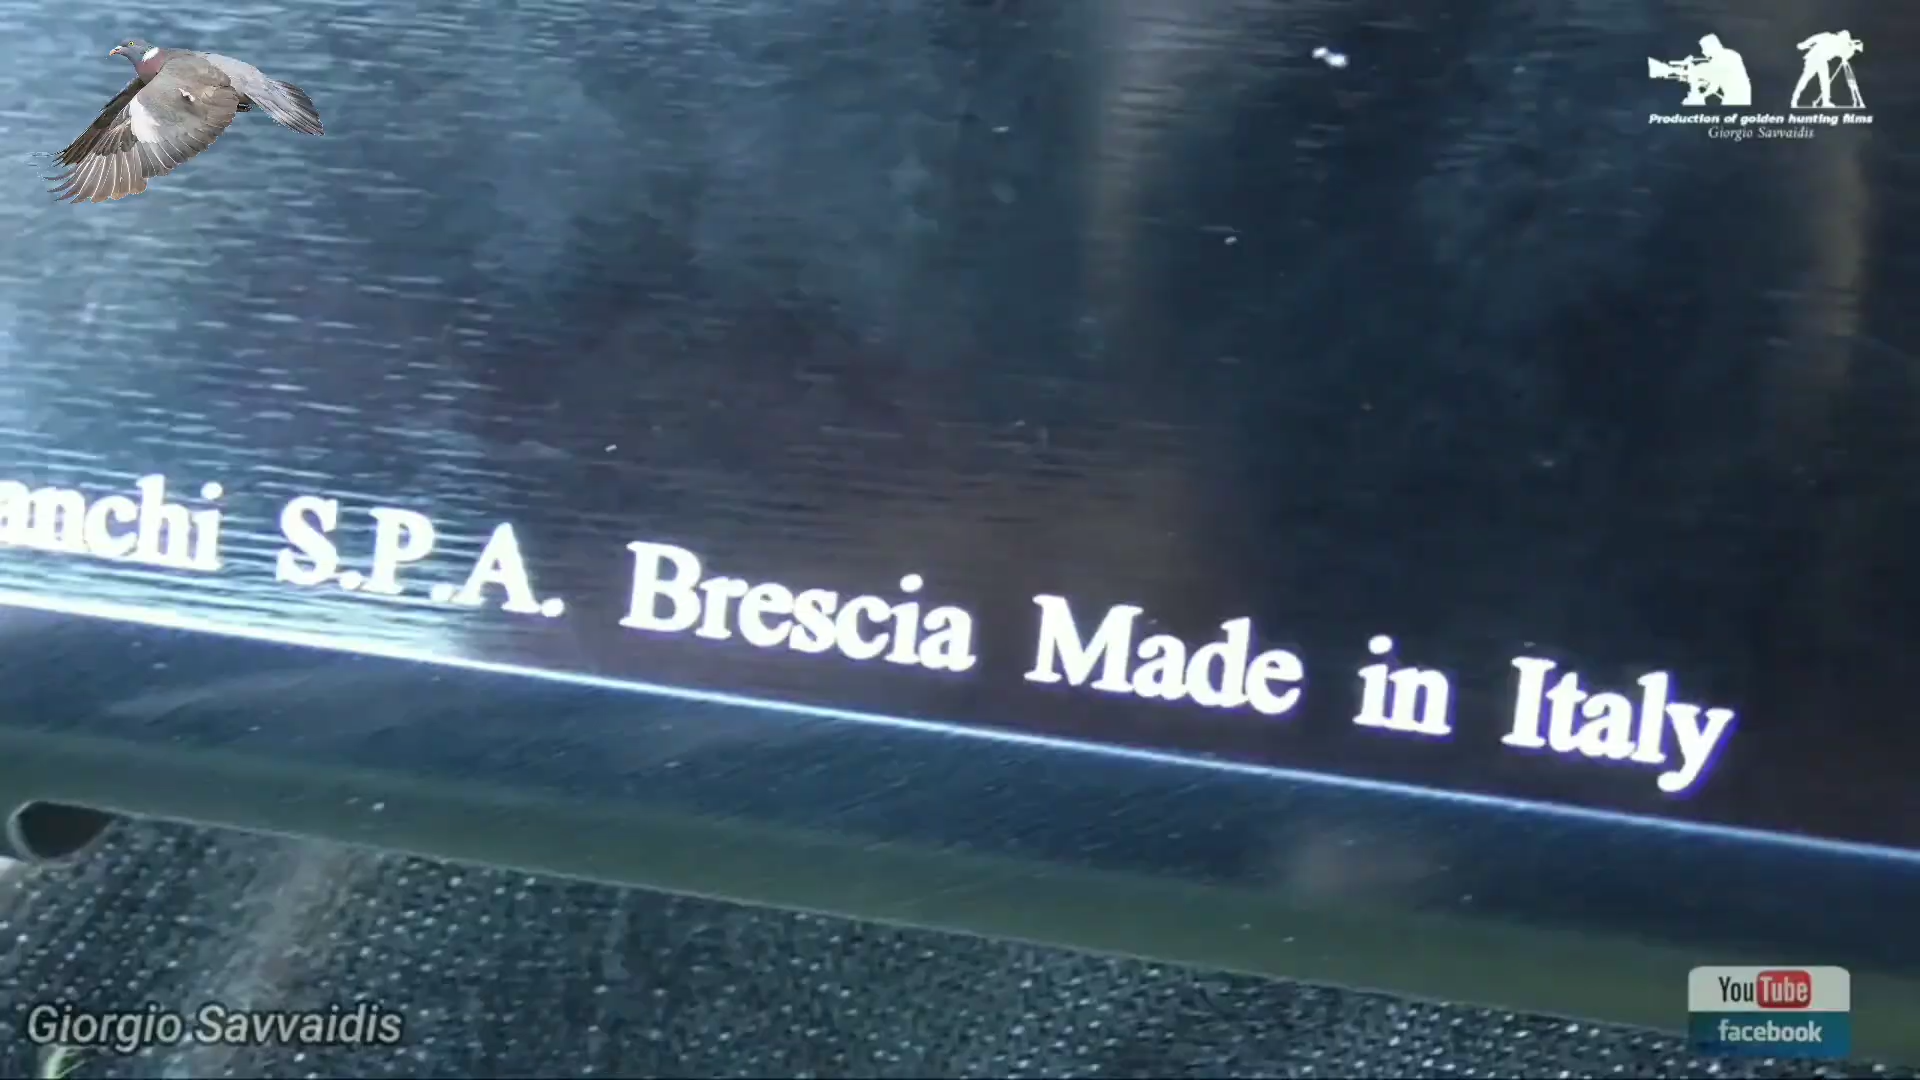 Production of golden hunting films
Giorgio Savvaidis
anchi S.P.A. Brescia Made in Italy
Giorgio Savvaidis
YouTube
facebook